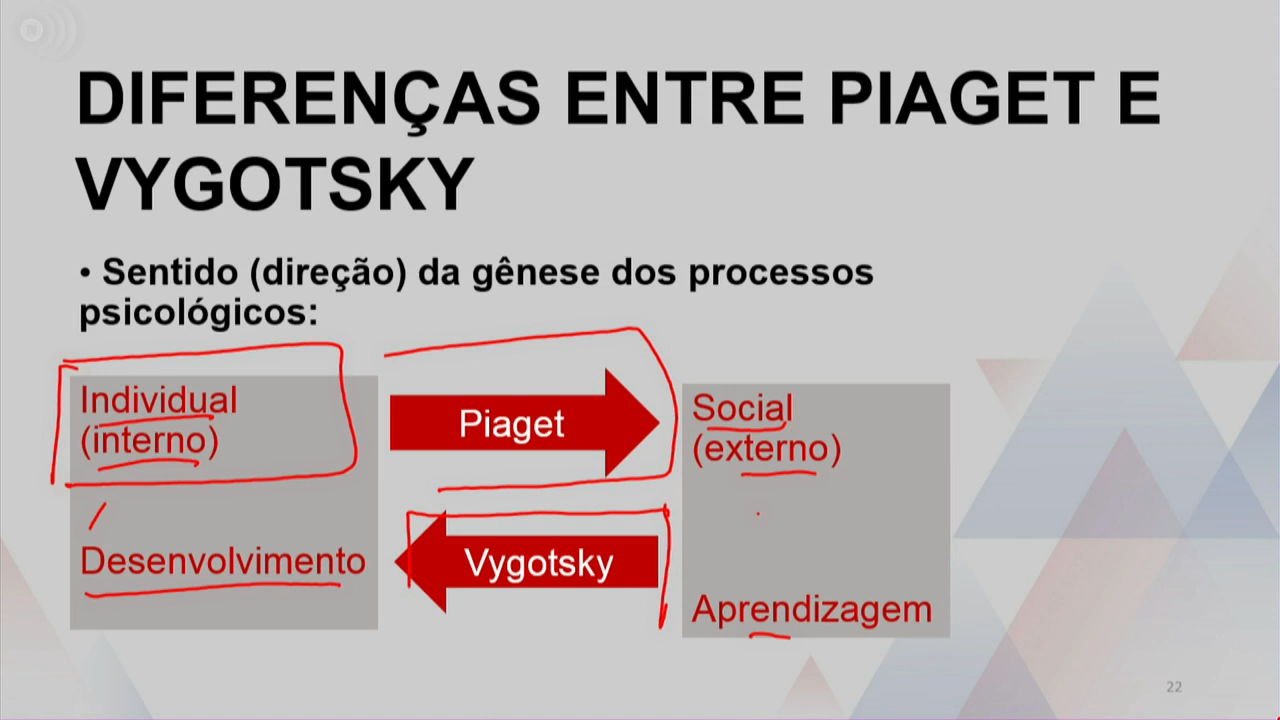 DIFERENÇAS ENTRE PIAGET E
VYGOTSKY
• Sentido (direção) da gênese dos processos
psicológicos:
Individual
(interno)
Desenvolvimento
Piaget
Vygotsky
Social
(externo)
Aprendizagem
22